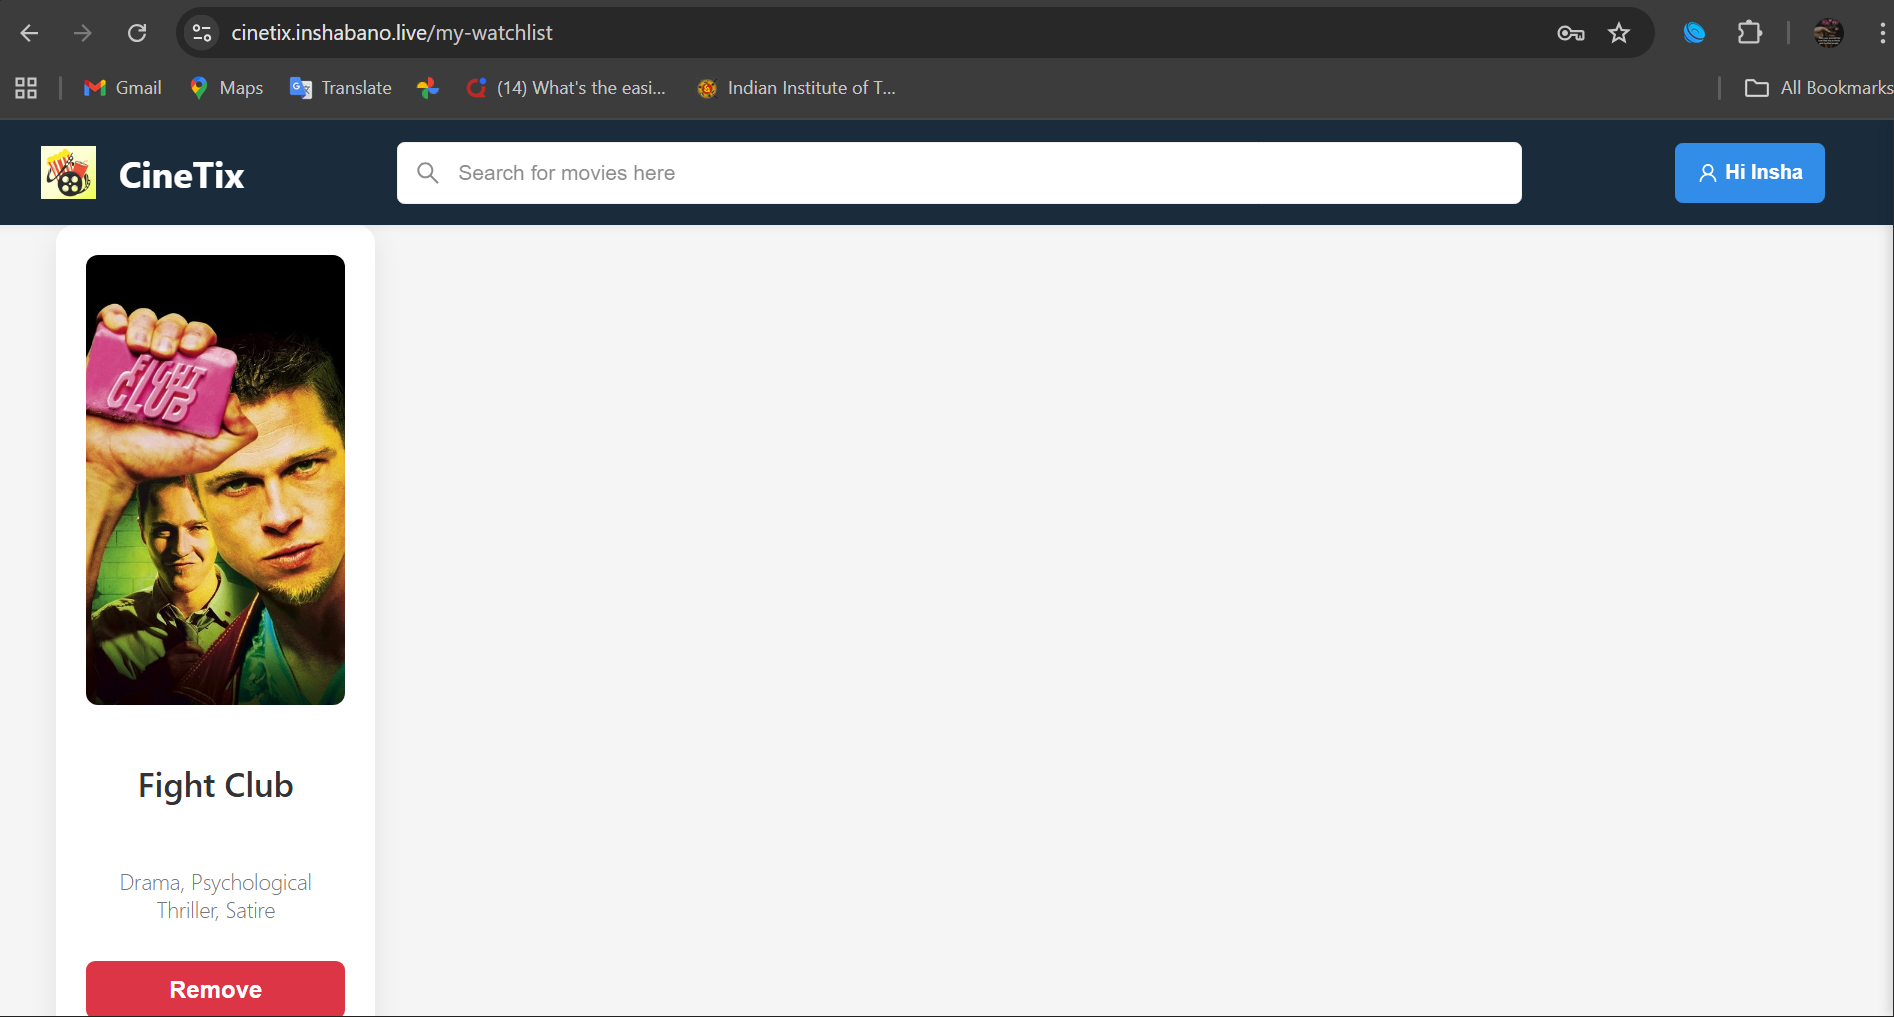 cinetix.inshabano.live/my-watchlist
Gmail
Maps
Translate
(14) What's the easi...
Indian Institute of T...
All Bookmarks
CineTix
Search for movies here
Hi Insha
FIGHT
CLUB
Fight Club
Drama, Psychological
Thriller, Satire
Remove